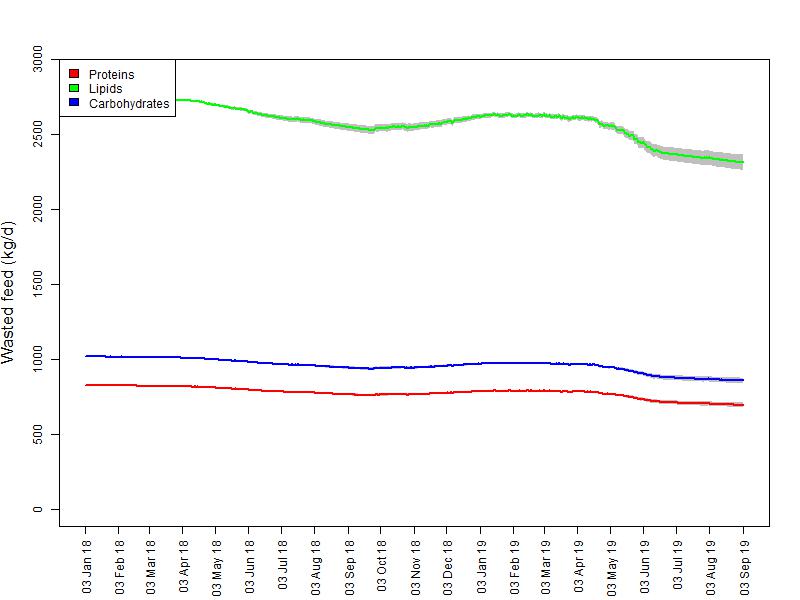 3000
2500
2000
1500
1000
500
0
Wasted feed (kg/d)
Proteins
Lipids
Carbohydrates
03 Jan 18
03 Feb 18
03 Mar 18
03 Apr 18
03 May 18
03 Jun 18
03 Jul 18
03 Aug 18
03 Sep 18
03 Oct 18
03 Nov 18
03 Dec 18
03 Jan 19
03 Feb 19
03 Mar 19
03 Apr 19
03 May 19
03 Jun 19
03 Jul 19
03 Aug 19
03 Sep 19